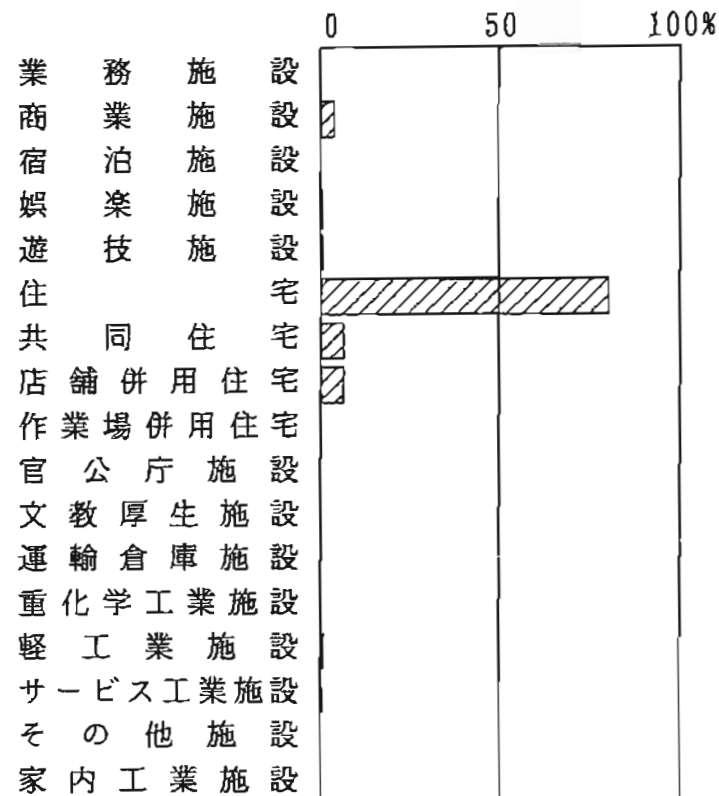 0 50 100%
業務施設
商業施設
宿泊施設
娯楽施設
遊技施設
住宅
共同住宅
店舗併用住宅
作業場併用住宅
官公庁施設
文教厚生施設
運輸倉庫施設
重化学工業施設
軽工業施設
サービス工業施設
その他施設
家内工業施設